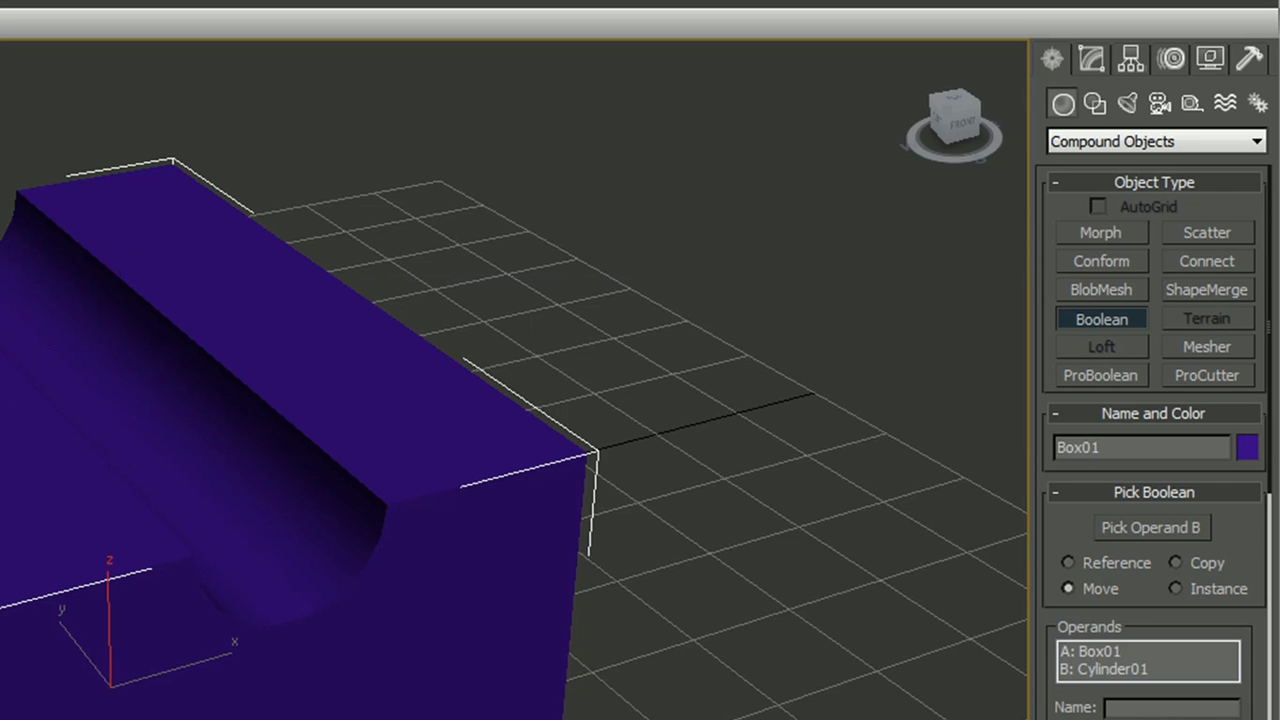 FRONT
Compound Objects
- Object Type
AutoGrid
Morph Scatter
Conform Connect
BlobMesh ShapeMerge
Boolean Terrain
Loft Mesher
ProBoolean ProCutter
- Name and Color
Box01
- Pick Boolean
Pick Operand B
Reference Copy
Move Instance
Operands
A: Box01
B: Cylinder01
Name:
z
y
x